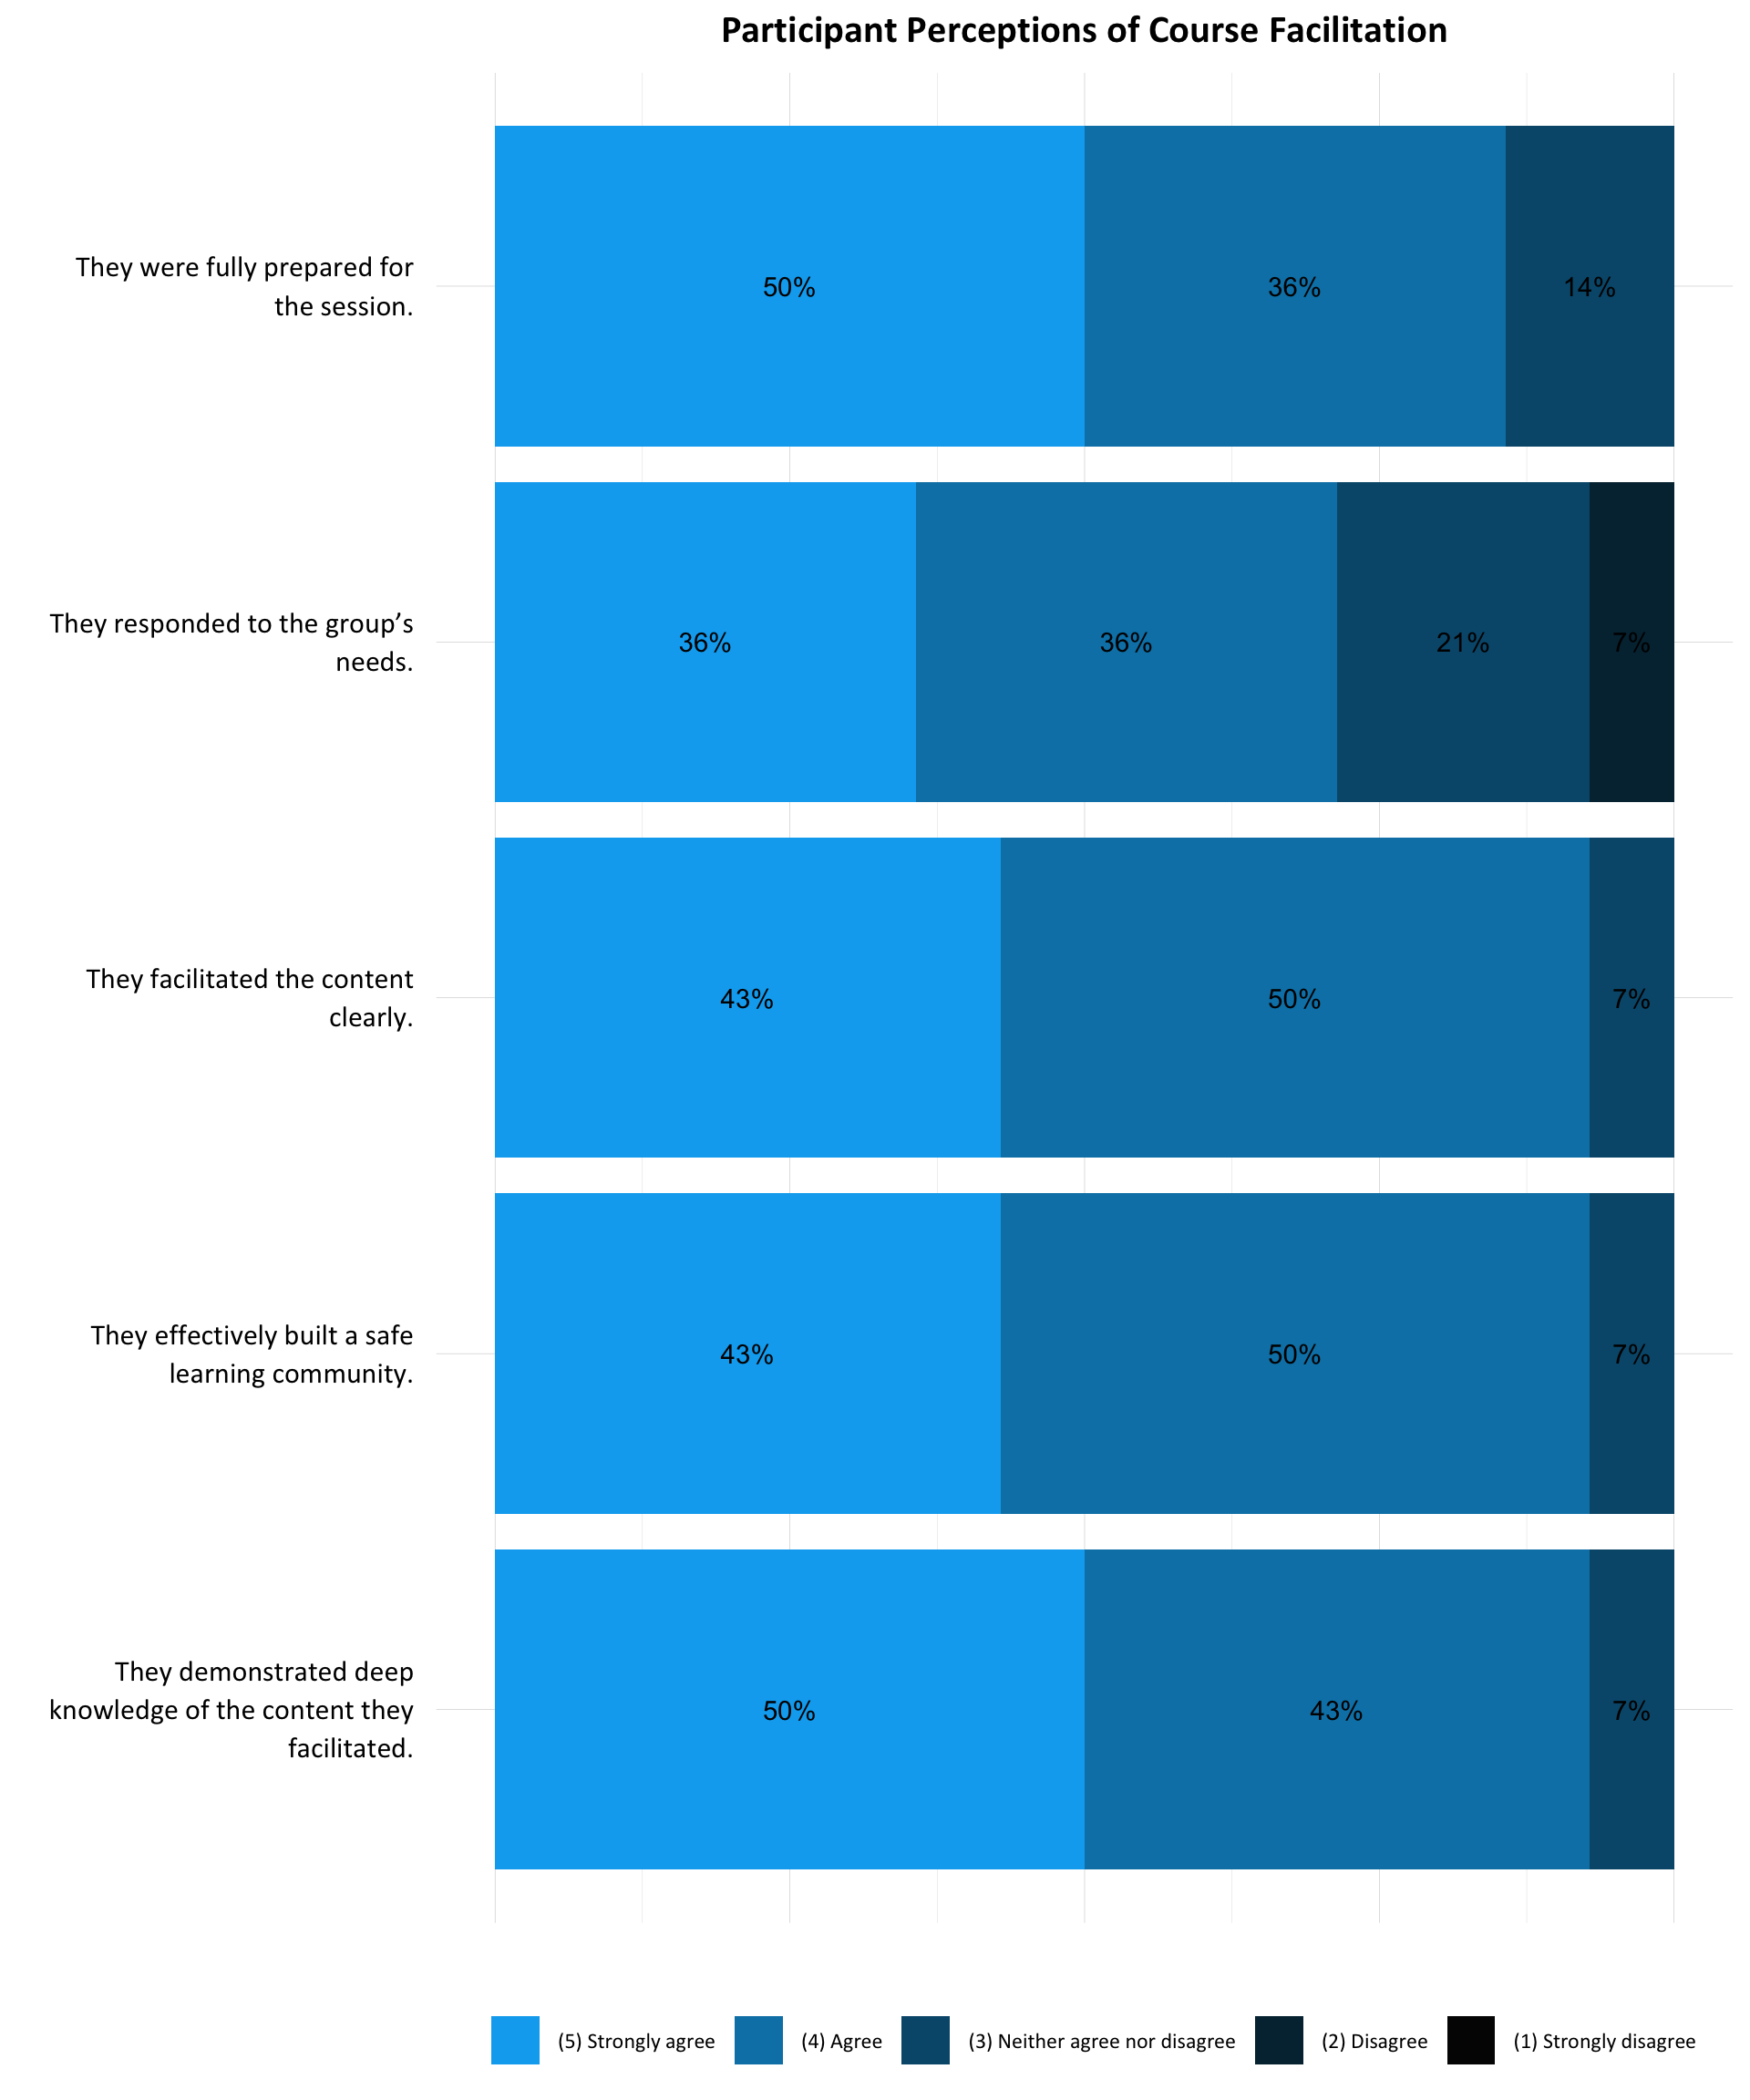 Participant Perceptions of Course Facilitation
They were fully prepared for
the session.
50%
36%
14%
They responded to the group’s
needs.
36%
36%
21%
7%
They facilitated the content
clearly.
43%
50%
7%
They effectively built a safe
learning community.
43%
50%
7%
They demonstrated deep
knowledge of the content they
facilitated.
50%
43%
7%
(5) Strongly agree
(4) Agree
(3) Neither agree nor disagree
(2) Disagree
(1) Strongly disagree